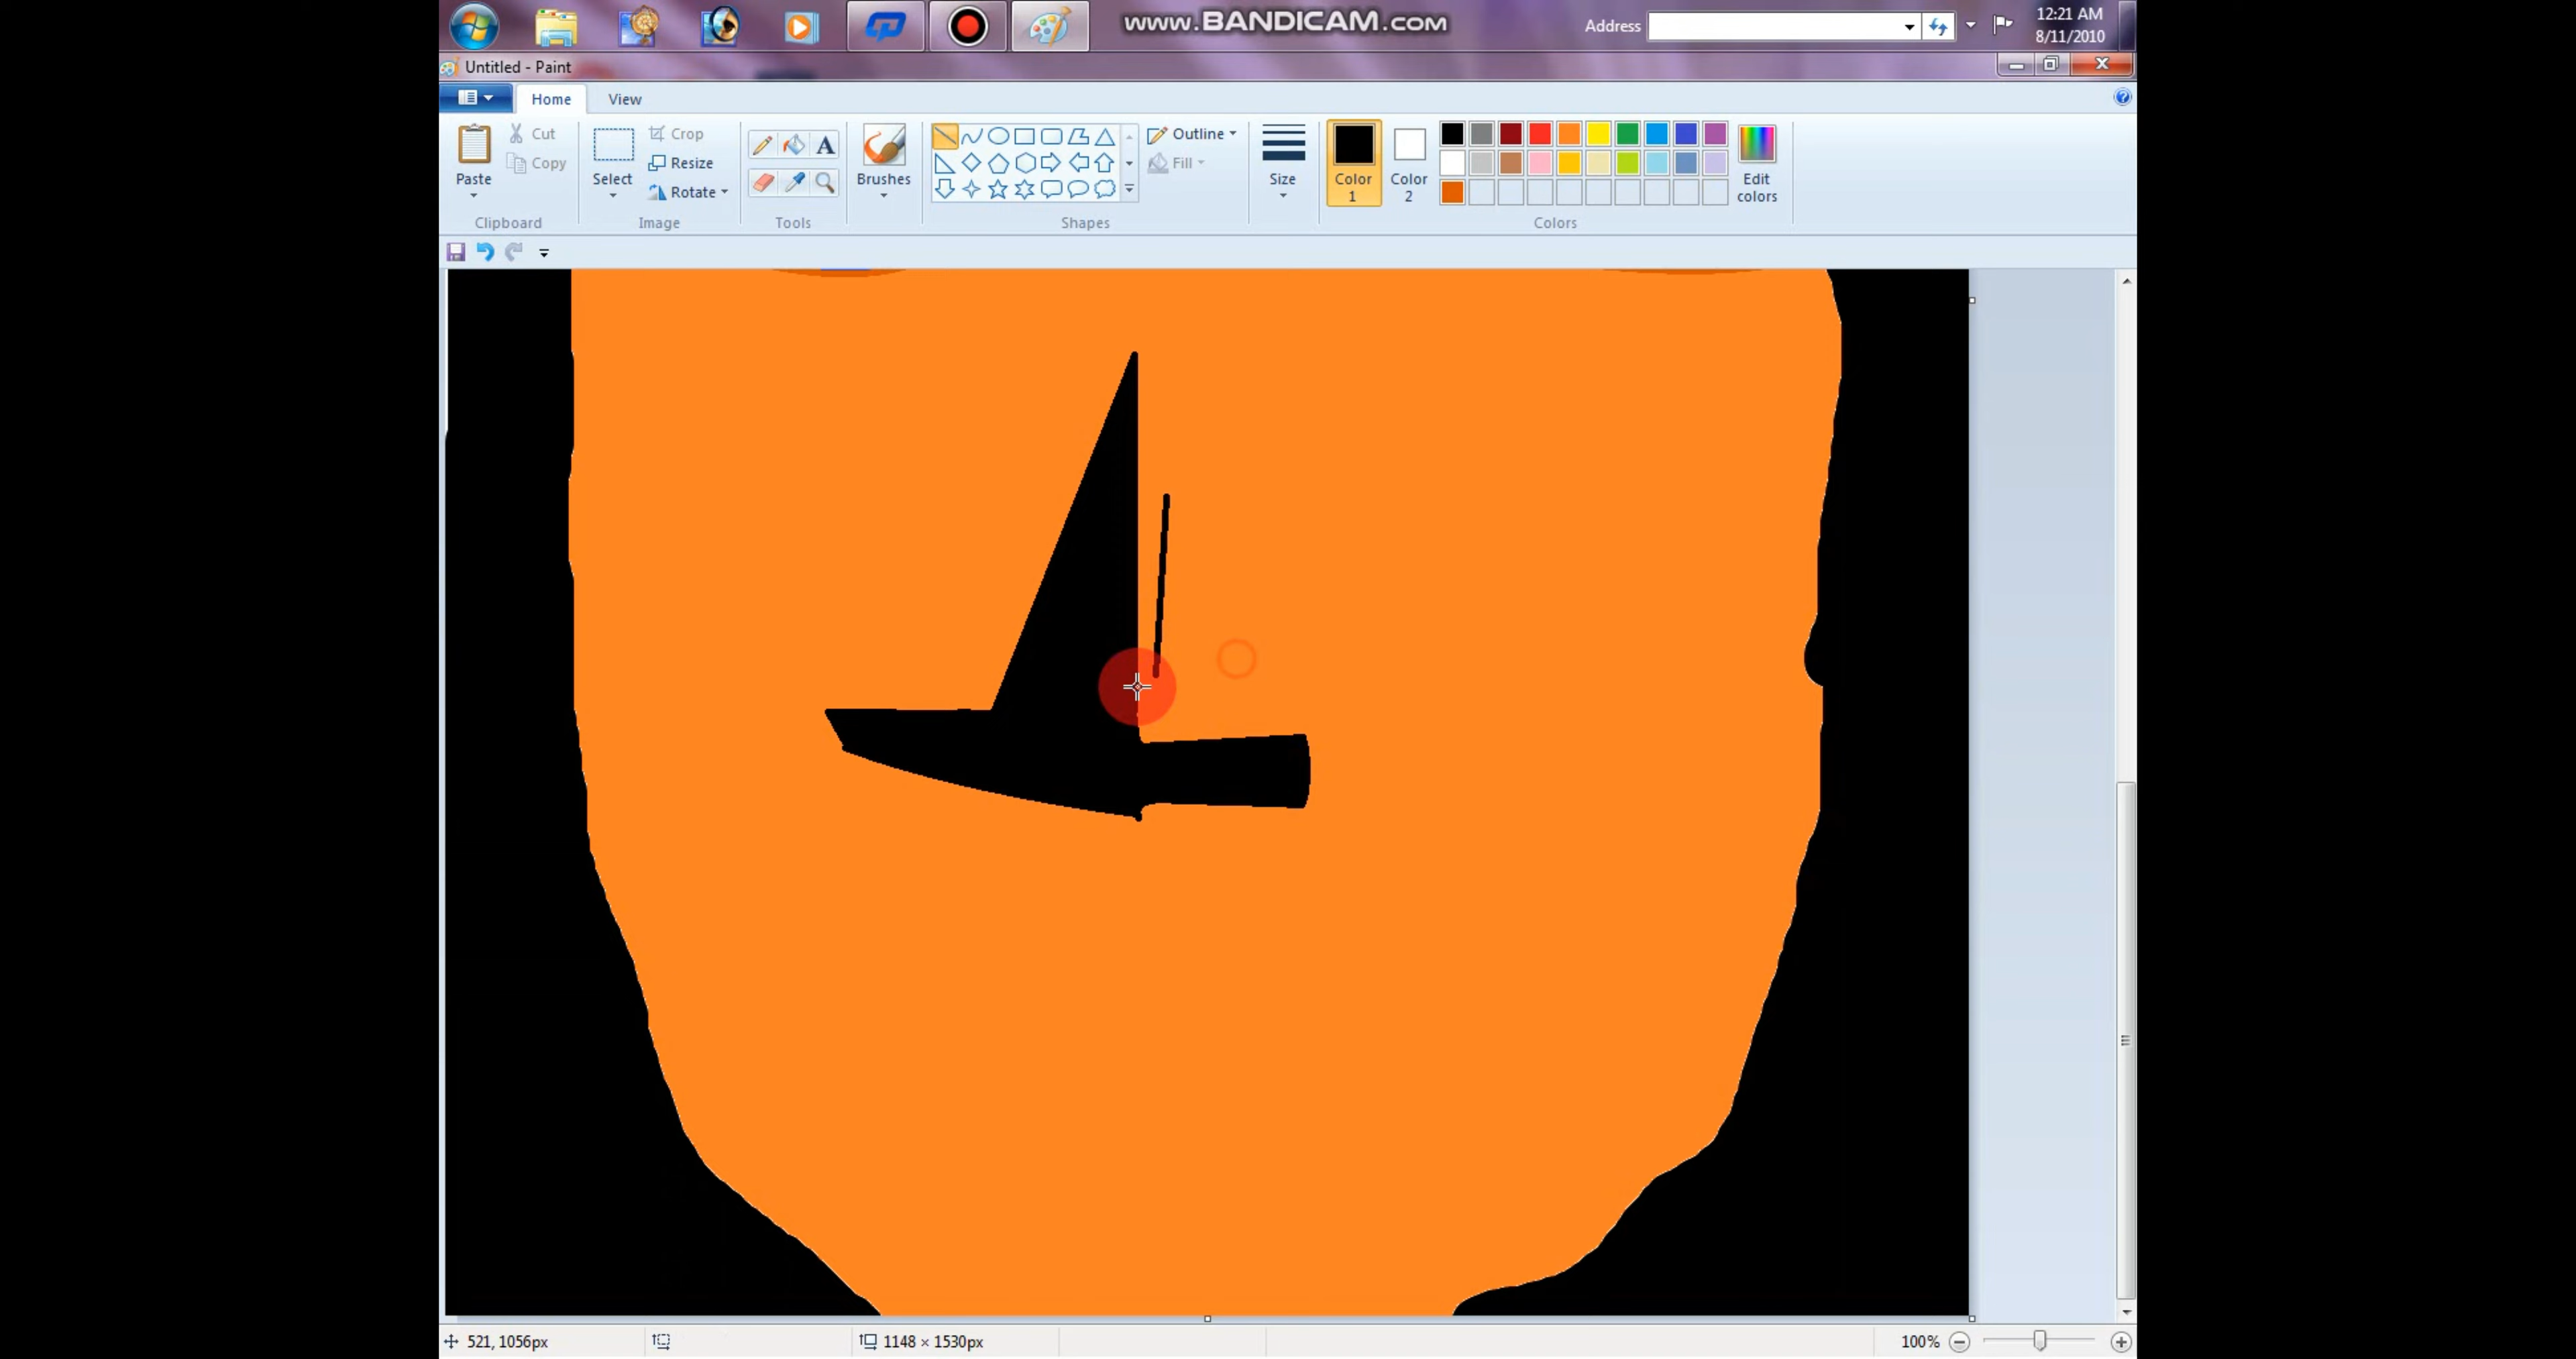 www.BANDICAM.com
Address
12:21 AM
8/11/2010
Untitled - Paint
Home View
Paste
Cut
Copy
Clipboard
Select
Crop
Resize
Rotate
Image
A
Tools
Brushes
Outline
Fill
Shapes
Size
Color 1
Color 2
Edit colors
Colors
521, 1056px
1148 × 1530px
100%